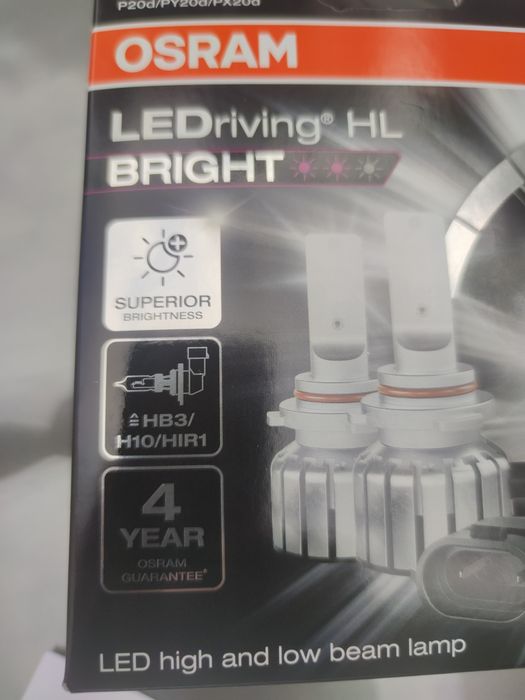 P20d/PY20d/PX20d
OSRAM
LEDriving® HL
BRIGHT
SUPERIOR
BRIGHTNESS
≙HB3/
H10/HIR1
4
YEAR
OSRAM
GUARANTEE*
LED high and low beam lamp